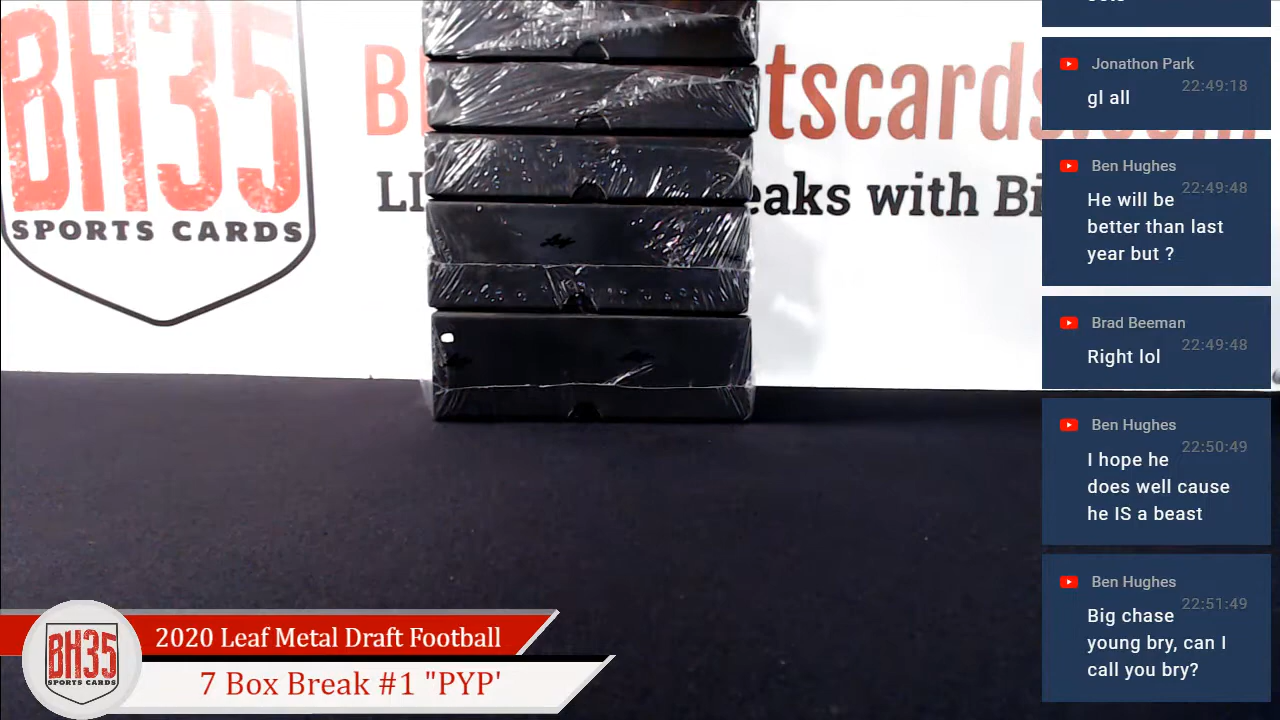 BH35
SPORTS CARDS
B tscards.com
LI eaks with Bi
Jonathon Park
22:49:18
gl all
Ben Hughes
22:49:48
He will be
better than last
year but ?
Brad Beeman
22:49:48
Right lol
Ben Hughes
22:50:49
I hope he
does well cause
he IS a beast
Ben Hughes
22:51:49
Big chase
young bry, can I
call you bry?
BH35
SPORTS CARDS
2020 Leaf Metal Draft Football
7 Box Break #1 "PYP'